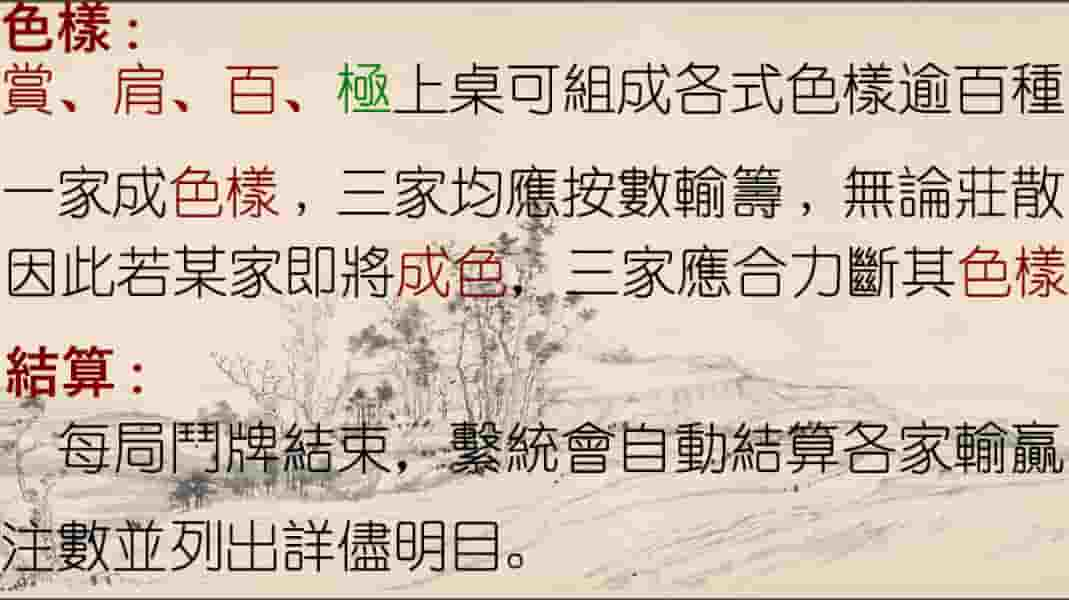 色樣：
賞、肩、百、極上桌可組成各式色樣逾百種
一家成色樣，三家均應按數輸籌，無論莊散
因此若某家即將成色，三家應合力斷其色樣
結算：
每局鬥牌結束，繫統會自動結算各家輸贏
注數並列出詳儘明目。